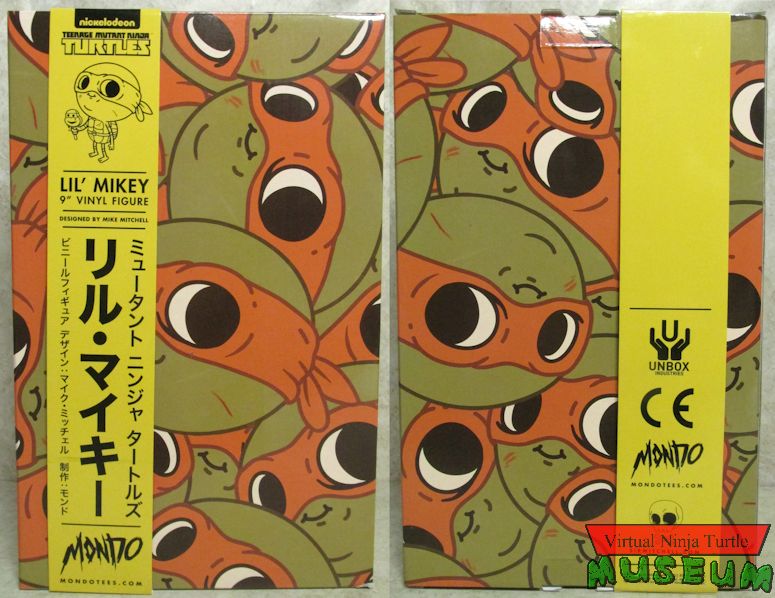 nickelodeon
TEENAGE MUTANT NINJA
TURTLES
LIL' MIKEY
9" VINYL FIGURE
DESIGNED BY MIKE MITCHELL
ミュータント ニンジャ タートルズ
リル・マイキー
ビニールフィギュア デザイン:マイク・ミッチェル 制作:モンド
MONDO
MONDOTEES.COM
UNBOX
INDUSTRIES
CE
MONDO
MONDOTEES.COM
Virtual Ninja Turtle
MUSEUM